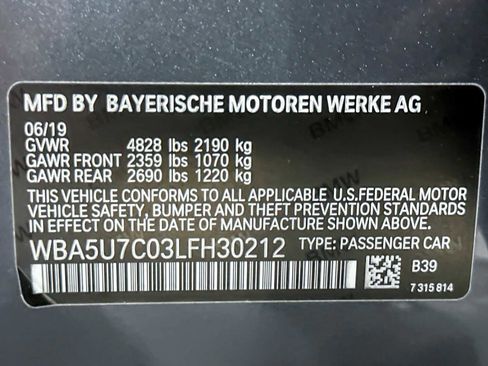 MFD BY BAYERISCHE MOTOREN WERKE AG
06/19
GVWR 4828 lbs 2190 kg
GAWR FRONT 2359 lbs 1070 kg
GAWR REAR 2690 lbs 1220 kg
THIS VEHICLE CONFORMS TO ALL APPLICABLE U.S.FEDERAL MOTOR
VEHICLE SAFETY, BUMPER AND THEFT PREVENTION STANDARDS
IN EFFECT ON THE DATE OF MANUFACTURE SHOWN ABOVE.
WBA5U7C03LFH30212 TYPE: PASSENGER CAR
B39
7 315 814
BMW